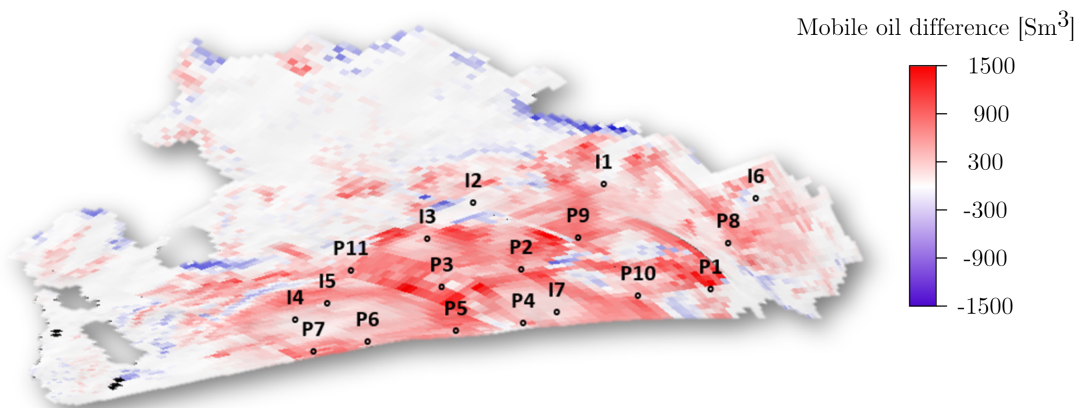 Mobile oil difference [Sm3]
1500
900
300
-300
-900
-1500
I1
I6
I2
I3
P9
P8
P11
P2
P3
P10
P1
I5
I4
I7
P4
P5
P7
P6